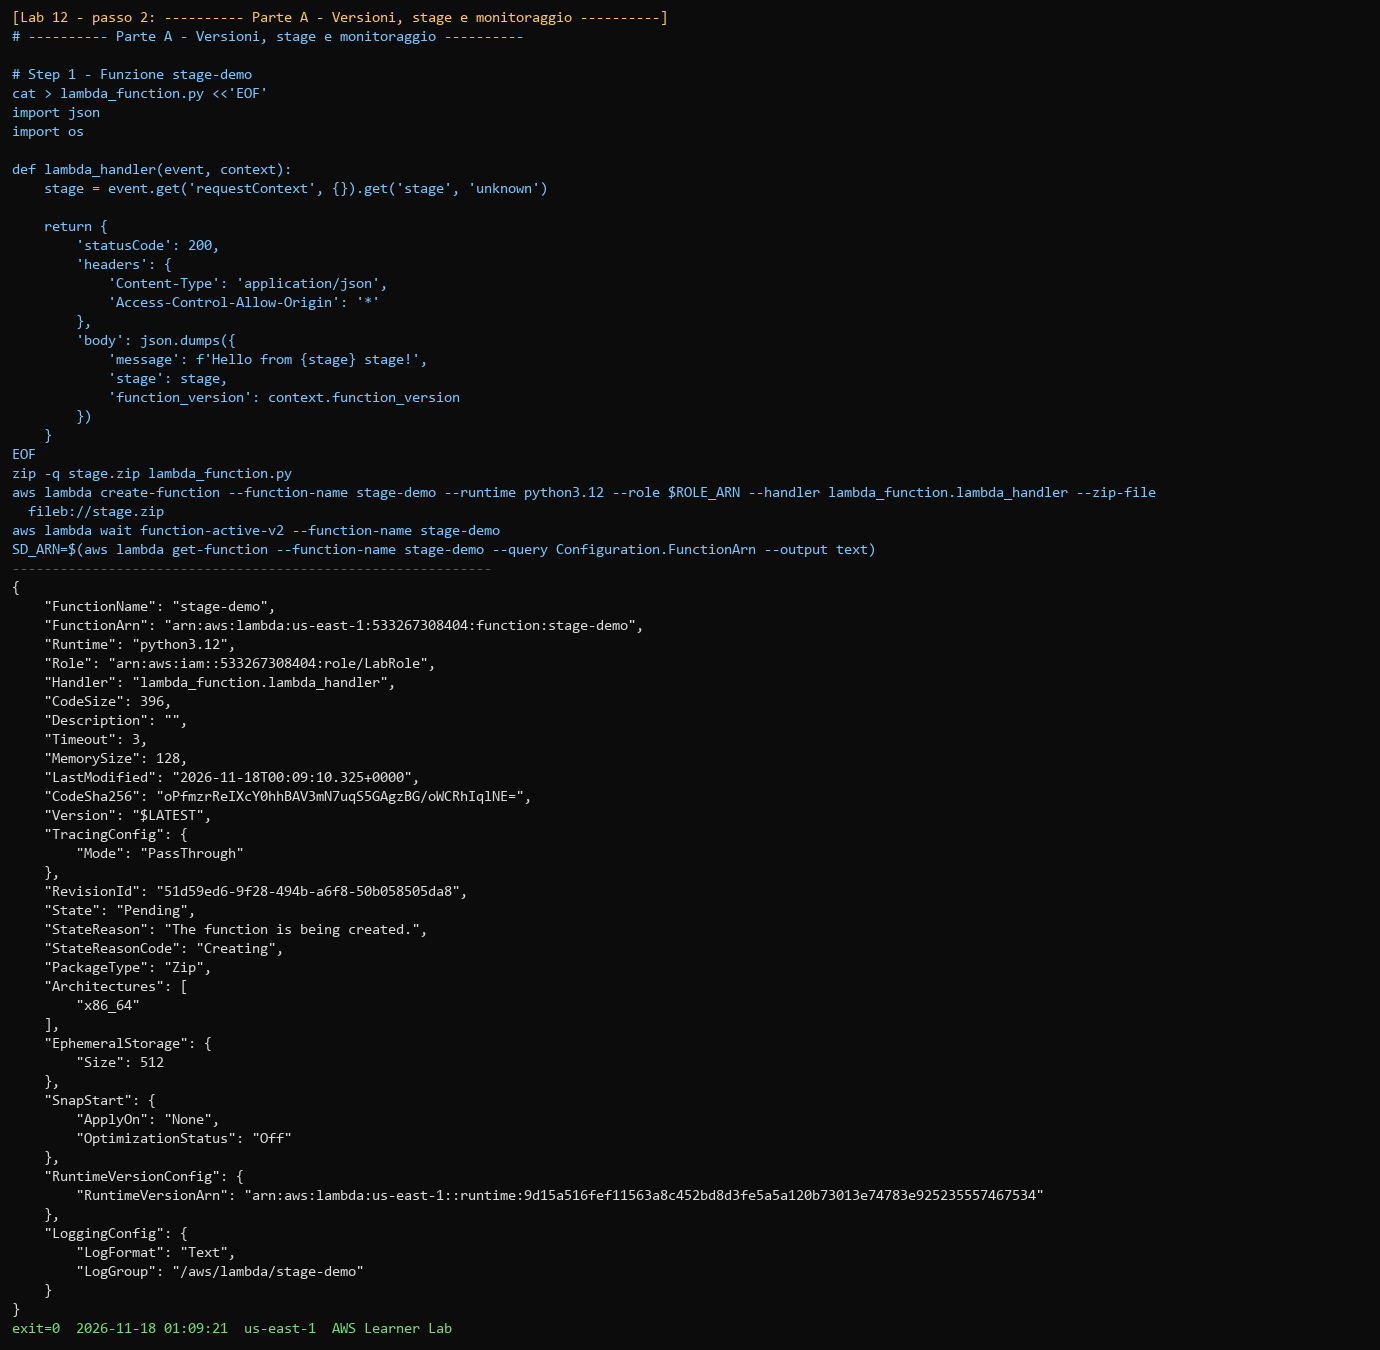 [Lab 12 - passo 2: ---------- Parte A - Versioni, stage e monitoraggio ----------]
# ---------- Parte A - Versioni, stage e monitoraggio ----------
# Step 1 - Funzione stage-demo
cat > lambda_function.py <<'EOF'
import json
import os
def lambda_handler(event, context):
    stage = event.get('requestContext', {}).get('stage', 'unknown')
    return {
        'statusCode': 200,
        'headers': {
            'Content-Type': 'application/json',
            'Access-Control-Allow-Origin': '*'
        },
        'body': json.dumps({
            'message': f'Hello from {stage} stage!',
            'stage': stage,
            'function_version': context.function_version
        })
    }
EOF
zip -q stage.zip lambda_function.py
aws lambda create-function --function-name stage-demo --runtime python3.12 --role $ROLE_ARN --handler lambda_function.lambda_handler --zip-file
  fileb://stage.zip
aws lambda wait function-active-v2 --function-name stage-demo
SD_ARN=$(aws lambda get-function --function-name stage-demo --query Configuration.FunctionArn --output text)
------------------------------------------------------------
{
    "FunctionName": "stage-demo",
    "FunctionArn": "arn:aws:lambda:us-east-1:533267308404:function:stage-demo",
    "Runtime": "python3.12",
    "Role": "arn:aws:iam::533267308404:role/LabRole",
    "Handler": "lambda_function.lambda_handler",
    "CodeSize": 396,
    "Description": "",
    "Timeout": 3,
    "MemorySize": 128,
    "LastModified": "2026-11-18T00:09:10.325+0000",
    "CodeSha256": "oPfmzrReIXcY0hhBAV3mN7uqS5GAgzBG/oWCRhIqlNE=",
    "Version": "$LATEST",
    "TracingConfig": {
        "Mode": "PassThrough"
    },
    "RevisionId": "51d59ed6-9f28-494b-a6f8-50b058505da8",
    "State": "Pending",
    "StateReason": "The function is being created.",
    "StateReasonCode": "Creating",
    "PackageType": "Zip",
    "Architectures": [
        "x86_64"
    ],
    "EphemeralStorage": {
        "Size": 512
    },
    "SnapStart": {
        "ApplyOn": "None",
        "OptimizationStatus": "Off"
    },
    "RuntimeVersionConfig": {
        "RuntimeVersionArn": "arn:aws:lambda:us-east-1::runtime:9d15a516fef11563a8c452bd8d3fe5a5a120b73013e74783e925235557467534"
    },
    "LoggingConfig": {
        "LogFormat": "Text",
        "LogGroup": "/aws/lambda/stage-demo"
    }
}
exit=0  2026-11-18 01:09:21  us-east-1  AWS Learner Lab